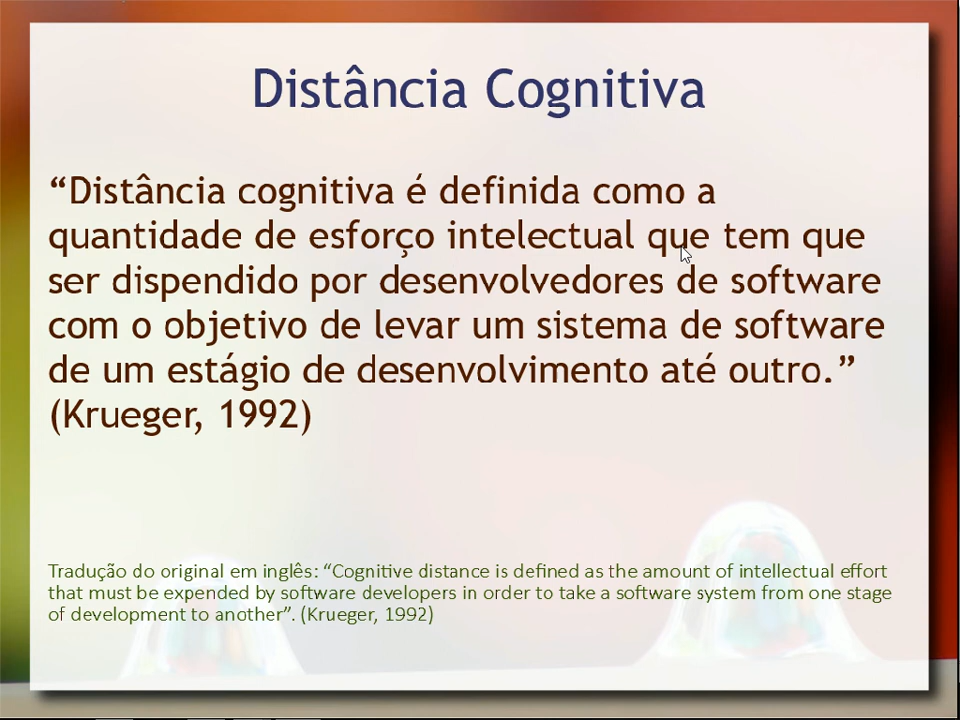 Distância Cognitiva
“Distância cognitiva é definida como a
quantidade de esforço intelectual que tem que
ser dispendido por desenvolvedores de software
com o objetivo de levar um sistema de software
de um estágio de desenvolvimento até outro.”
(Krueger, 1992)
Tradução do original em inglês: “Cognitive distance is defined as the amount of intellectual effort
that must be expended by software developers in order to take a software system from one stage
of development to another”. (Krueger, 1992)